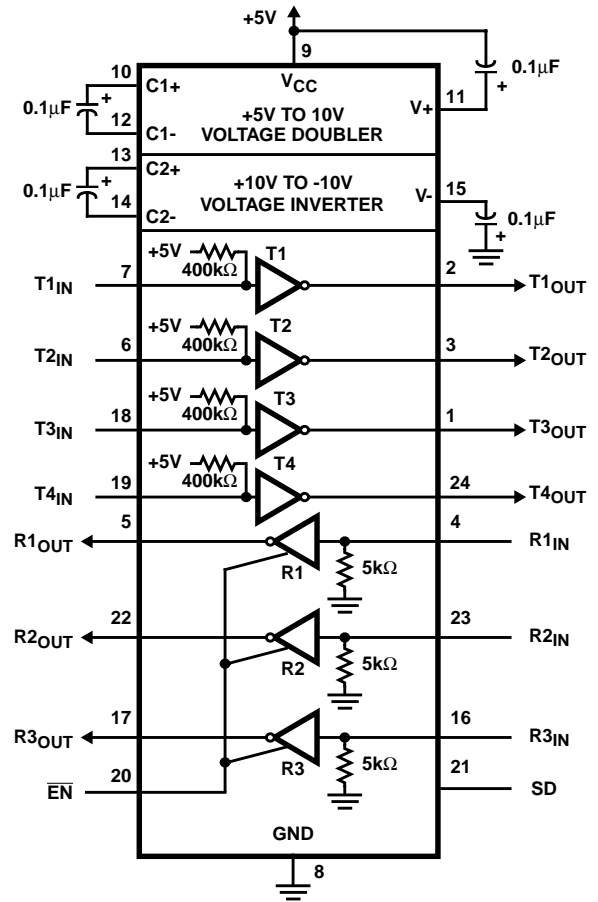 +5V
9
10
C1+
VCC
0.1µF
+
0.1µF
+
12
C1-
+5V TO 10V
VOLTAGE DOUBLER
V+
11
13
C2+
0.1µF
+
14
C2-
+10V TO -10V
VOLTAGE INVERTER
V-
15
0.1µF
+
+5V
400kΩ
T1
T1IN
7
2
T1OUT
+5V
400kΩ
T2
T2IN
6
3
T2OUT
+5V
400kΩ
T3
T3IN
18
1
T3OUT
+5V
400kΩ
T4
T4IN
19
24
T4OUT
R1OUT
5
4
R1IN
R1
5kΩ
R2OUT
22
23
R2IN
R2
5kΩ
R3OUT
17
16
R3IN
R3
5kΩ
EN
20
21
SD
GND
8